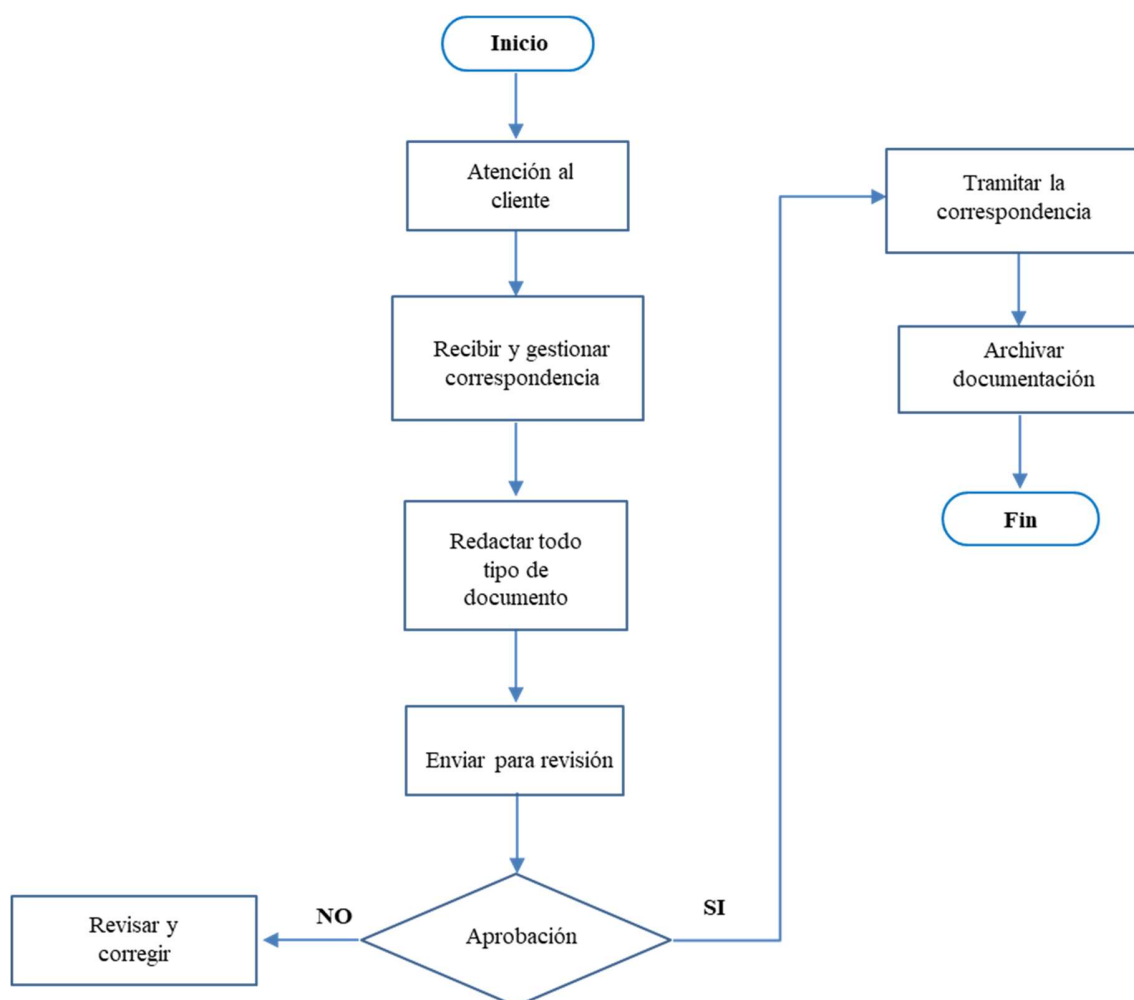 Inicio
Atención al
cliente
Recibir y gestionar
correspondencia
Redactar todo
tipo de
documento
Enviar para revisión
Aprobación
NO
Revisar y
corregir
SI
Tramitar la
correspondencia
Archivar
documentación
Fin